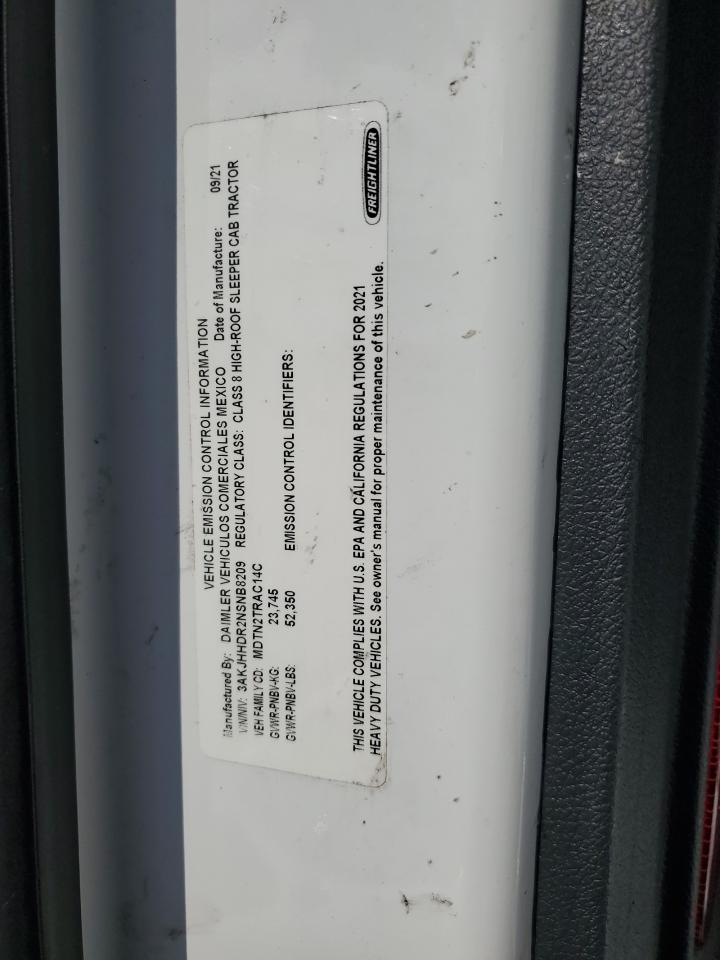 VEHICLE EMISSION CONTROL INFORMATION
Manufactured By: DAIMLER VEHICULOS COMERCIALES MEXICO Date of Manufacture: 09/21
VIN/NIV: 3AKJHHDR2NSNB8209 REGULATORY CLASS: CLASS 8 HIGH-ROOF SLEEPER CAB TRACTOR
VEH FAMILY CD: MDTN2TRAC14C
GVWR-PNBV-KG: 23,745
GVWR-PNBV-LBS: 52,350 EMISSION CONTROL IDENTIFIERS:
THIS VEHICLE COMPLIES WITH U.S. EPA AND CALIFORNIA REGULATIONS FOR 2021
HEAVY DUTY VEHICLES. See owner's manual for proper maintenance of this vehicle.
FREIGHTLINER